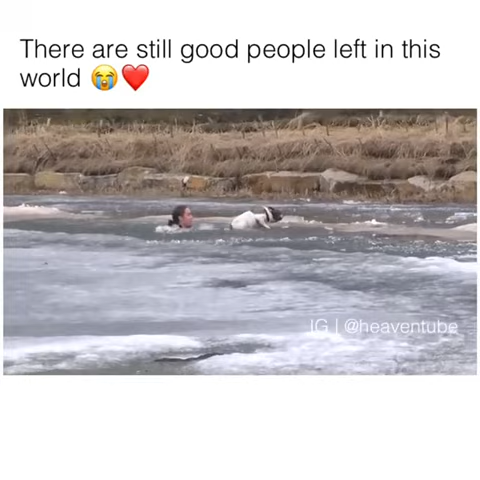 There are still good people left in this
world 😭❤️
IG | @heaventube